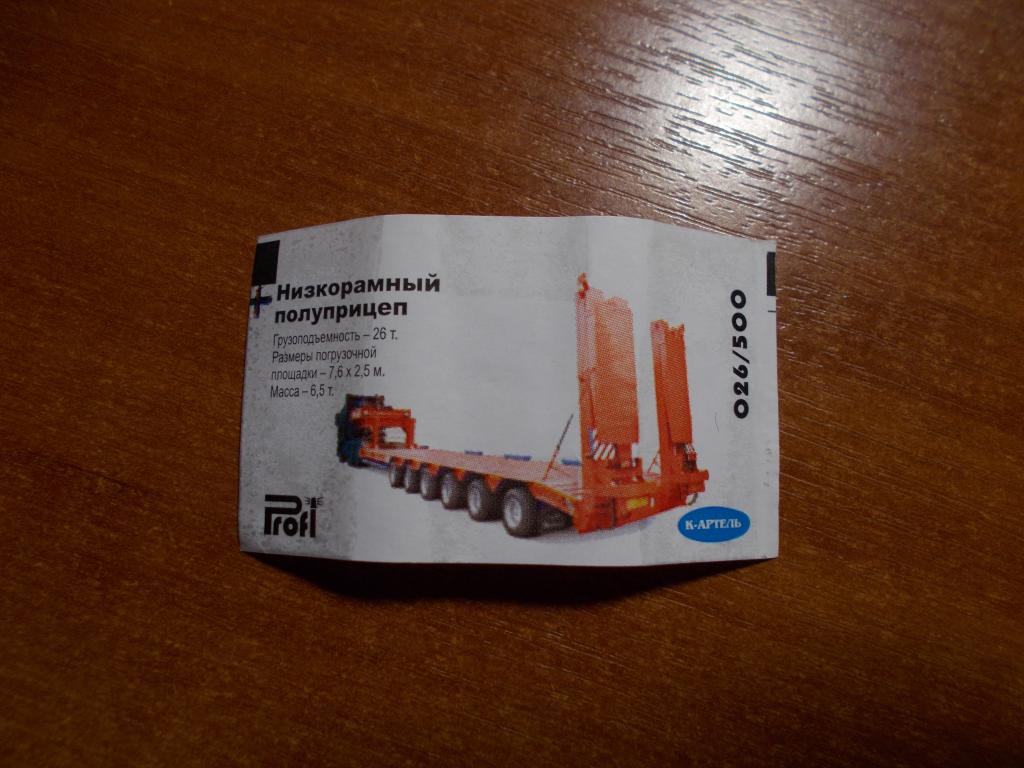 Низкорамный
полуприцеп
Грузоподъемность – 26 т.
Размеры погрузочной
площадки – 7,6 х 2,5 м.
Масса – 6,5 т.
026/500
Profi
К-АРТЕЛЬ